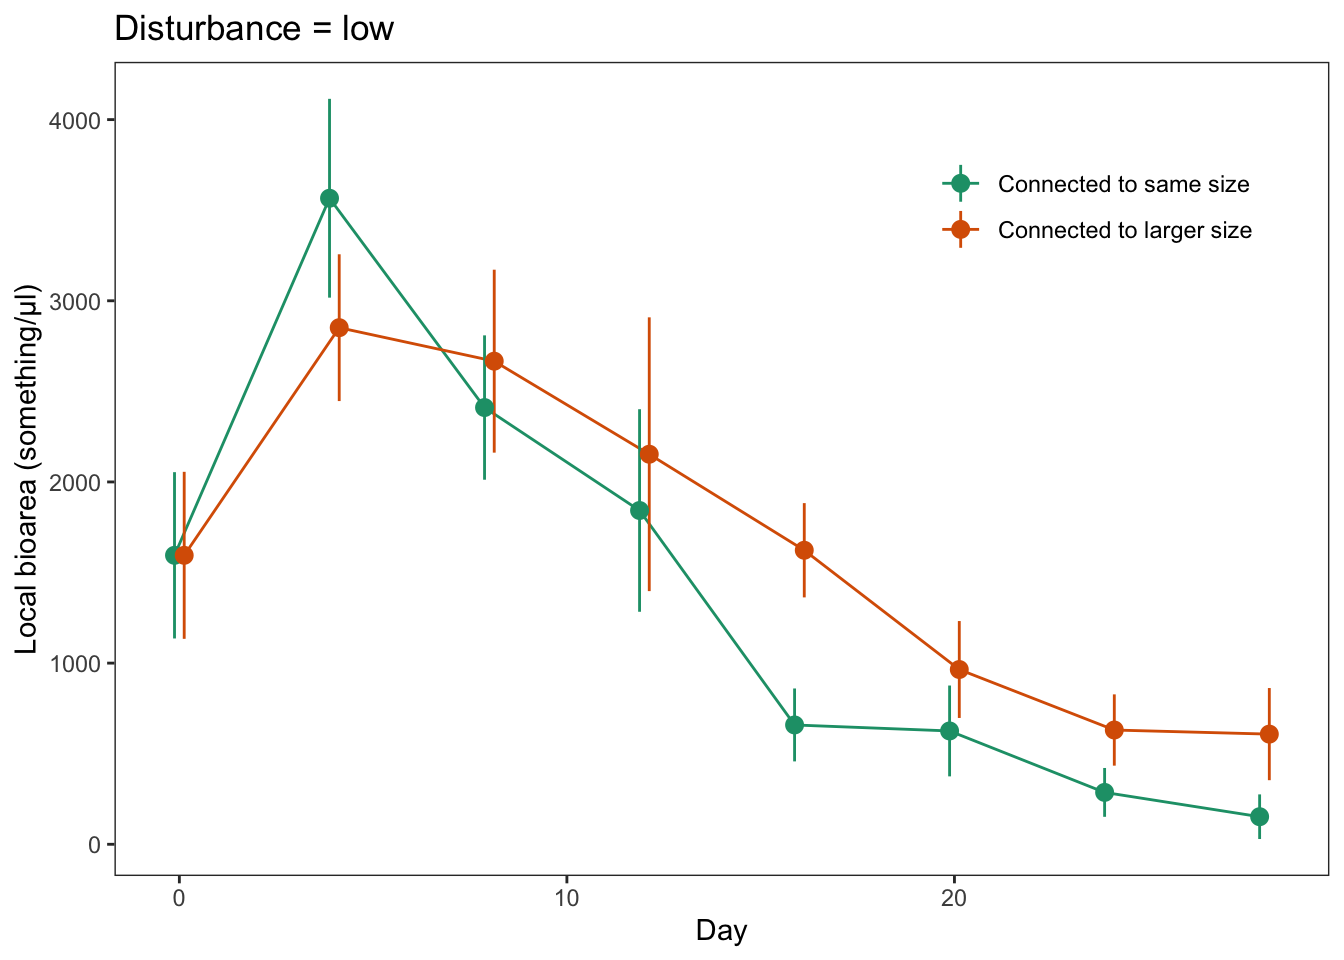 Disturbance = low
Local bioarea (something/µl)
4000
3000
2000
1000
0
Connected to same size
Connected to larger size
0
10
20
Day